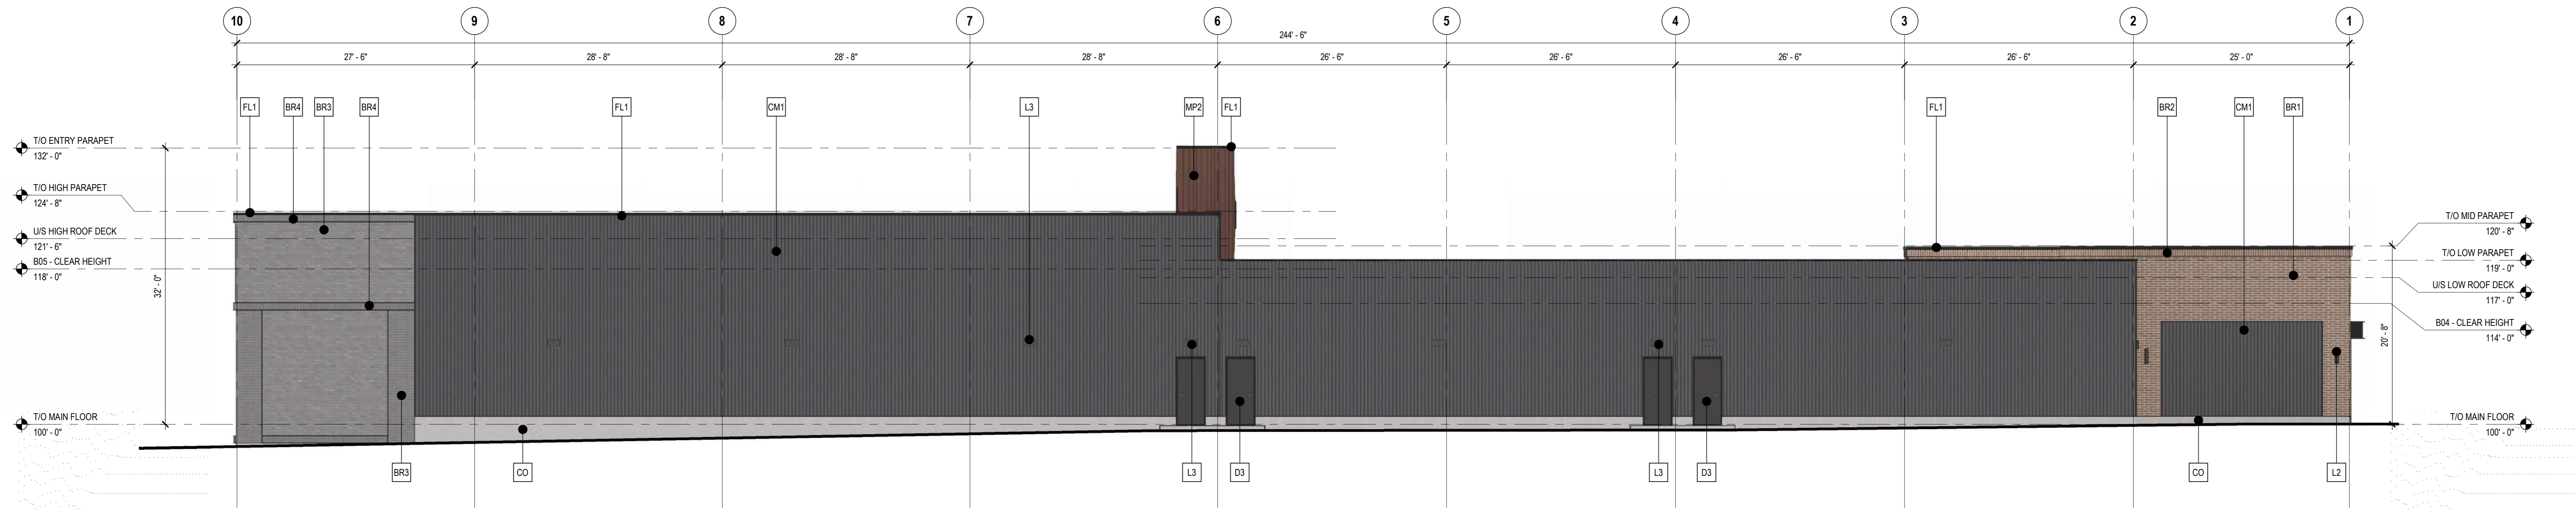 10 9 8 7 6 5 4 3 2 1
244' - 6"
27' - 6" 28' - 8" 28' - 8" 28' - 8" 26' - 6" 26' - 6" 26' - 6" 26' - 6" 25' - 0"
FL1 BR4 BR3 BR4 FL1 CM1 L3 MP2 FL1 FL1 BR2 CM1 BR1
T/O ENTRY PARAPET
132' - 0"
T/O HIGH PARAPET
124' - 8"
U/S HIGH ROOF DECK
121' - 6"
B05 - CLEAR HEIGHT
118' - 0"
32' - 0"
T/O MAIN FLOOR
100' - 0"
T/O MID PARAPET
120' - 8"
T/O LOW PARAPET
119' - 0"
U/S LOW ROOF DECK
117' - 0"
B04 - CLEAR HEIGHT
114' - 0"
20' - 8"
T/O MAIN FLOOR
100' - 0"
BR3 CO L3 D3 L3 D3 CO L2